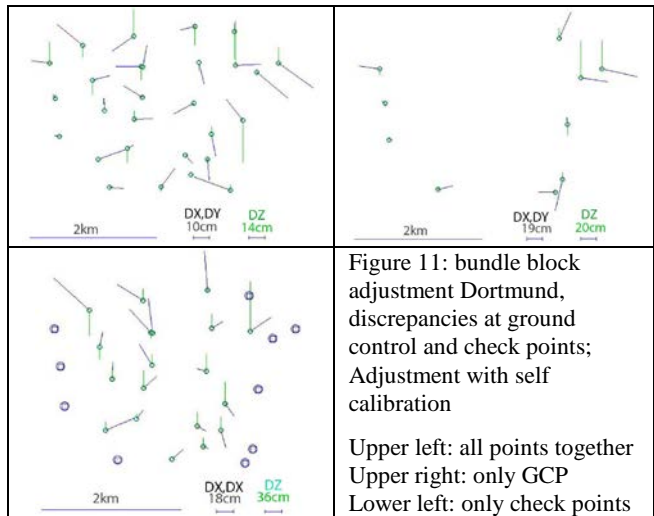 2km
DX,DY
10cm
DZ
14cm
2km
DX,DY
19cm
DZ
20cm
2km
DX,DX
18cm
DZ
36cm
Figure 11: bundle block
adjustment Dortmund,
discrepancies at ground
control and check points;
Adjustment with self
calibration
Upper left: all points together
Upper right: only GCP
Lower left: only check points